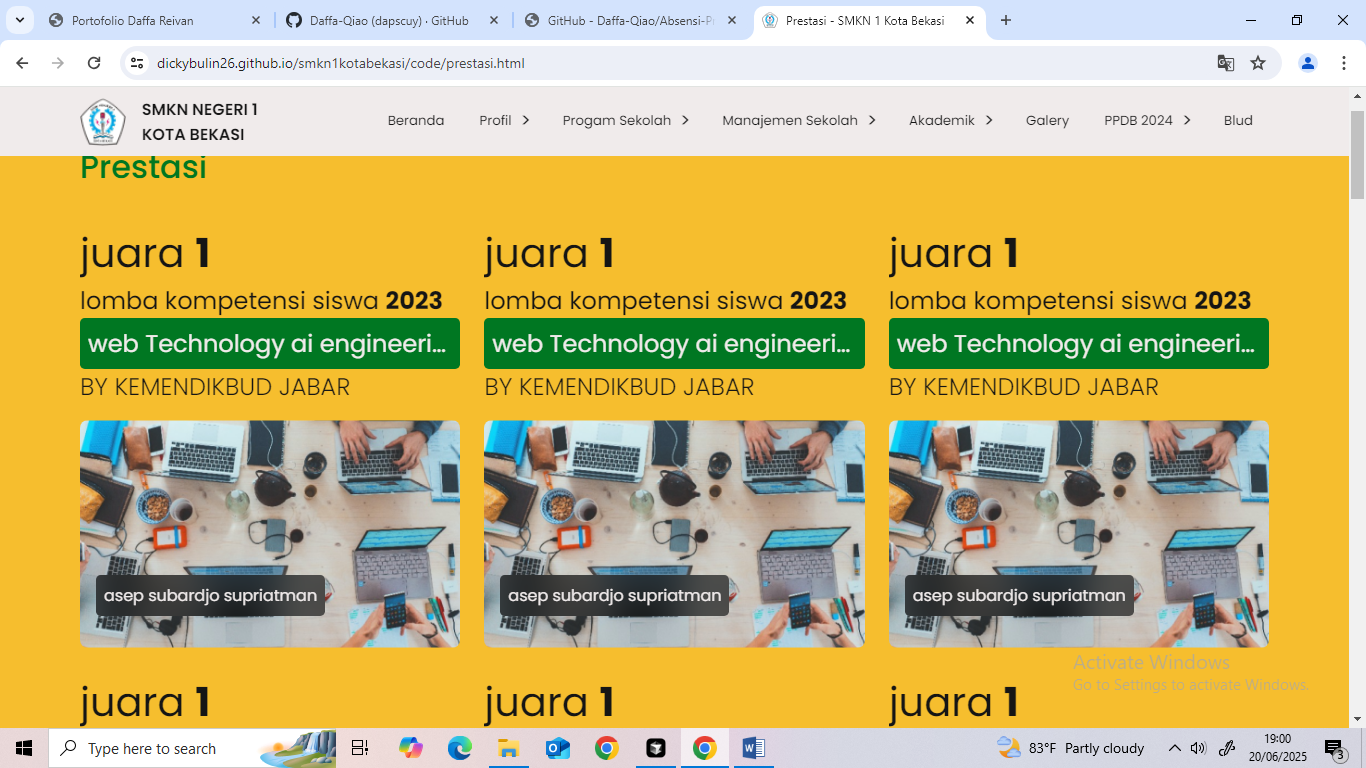 Portofolio Daffa Reivan
Daffa-Qiao (dapscuy) · GitHub
GitHub - Daffa-Qiao/Absensi-P
Prestasi - SMKN 1 Kota Bekasi
dickybulin26.github.io/smkn1kotabekasi/code/prestasi.html
SMKN NEGERI 1
KOTA BEKASI
Beranda
Profil
Progam Sekolah
Manajemen Sekolah
Akademik
Galery
PPDB 2024
Blud
Prestasi
juara 1
lomba kompetensi siswa 2023
web Technology ai engineeri...
BY KEMENDIKBUD JABAR
asep subardjo supriatman
juara 1
lomba kompetensi siswa 2023
web Technology ai engineeri...
BY KEMENDIKBUD JABAR
asep subardjo supriatman
juara 1
lomba kompetensi siswa 2023
web Technology ai engineeri...
BY KEMENDIKBUD JABAR
asep subardjo supriatman
juara 1
juara 1
juara 1
Activate Windows
Go to Settings to activate Windows.
Type here to search
83°F Partly cloudy
19:00
20/06/2025
3